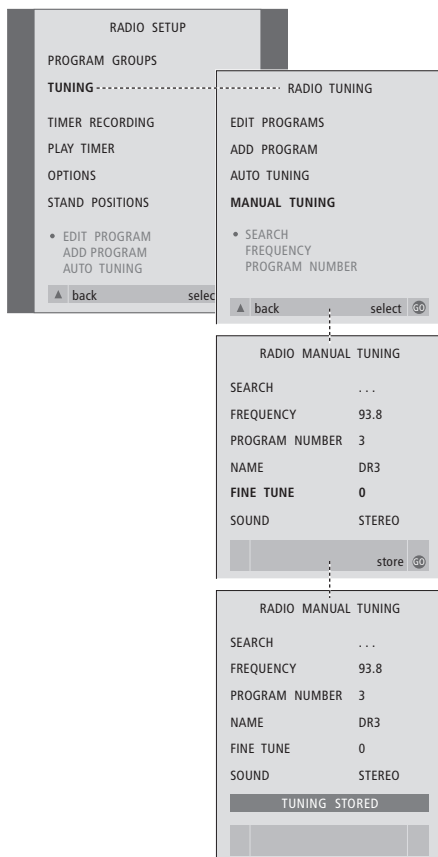 RADIO SETUP
PROGRAM GROUPS
TUNING
TIMER RECORDING
PLAY TIMER
OPTIONS
STAND POSITIONS
• EDIT PROGRAM
ADD PROGRAM
AUTO TUNING
▲ back selec
RADIO TUNING
EDIT PROGRAMS
ADD PROGRAM
AUTO TUNING
MANUAL TUNING
• SEARCH
FREQUENCY
PROGRAM NUMBER
▲ back select GO
RADIO MANUAL TUNING
SEARCH . . .
FREQUENCY 93.8
PROGRAM NUMBER 3
NAME DR3
FINE TUNE 0
SOUND STEREO
store GO
RADIO MANUAL TUNING
SEARCH . . .
FREQUENCY 93.8
PROGRAM NUMBER 3
NAME DR3
FINE TUNE 0
SOUND STEREO
TUNING STORED